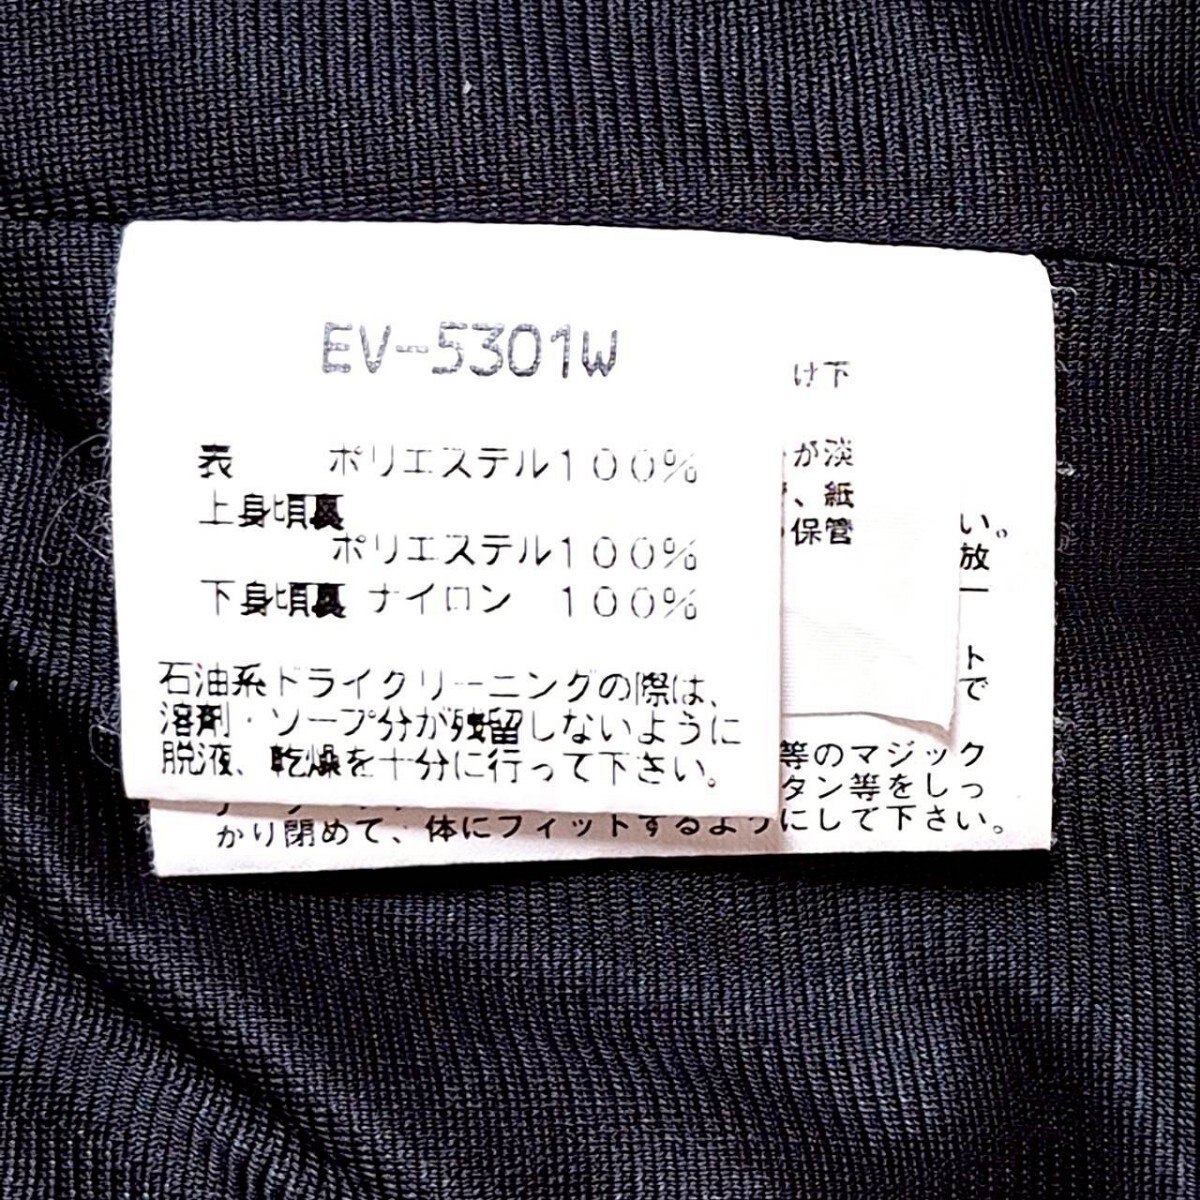 EV-5301W
表 ポリエステル100%
上身頃裏
ポリエステル100%
下身頃裏 ナイロン 100%
石油系ドライクリーニングの際は、
溶剤・ソープ分が残留しないように
脱液、乾燥を十分に行って下さい。
け下
が淡
、紙
保管
い。
放
ト
で
等のマジック
タン等をしっ
かり閉めて、体にフィットするようにして下さい。